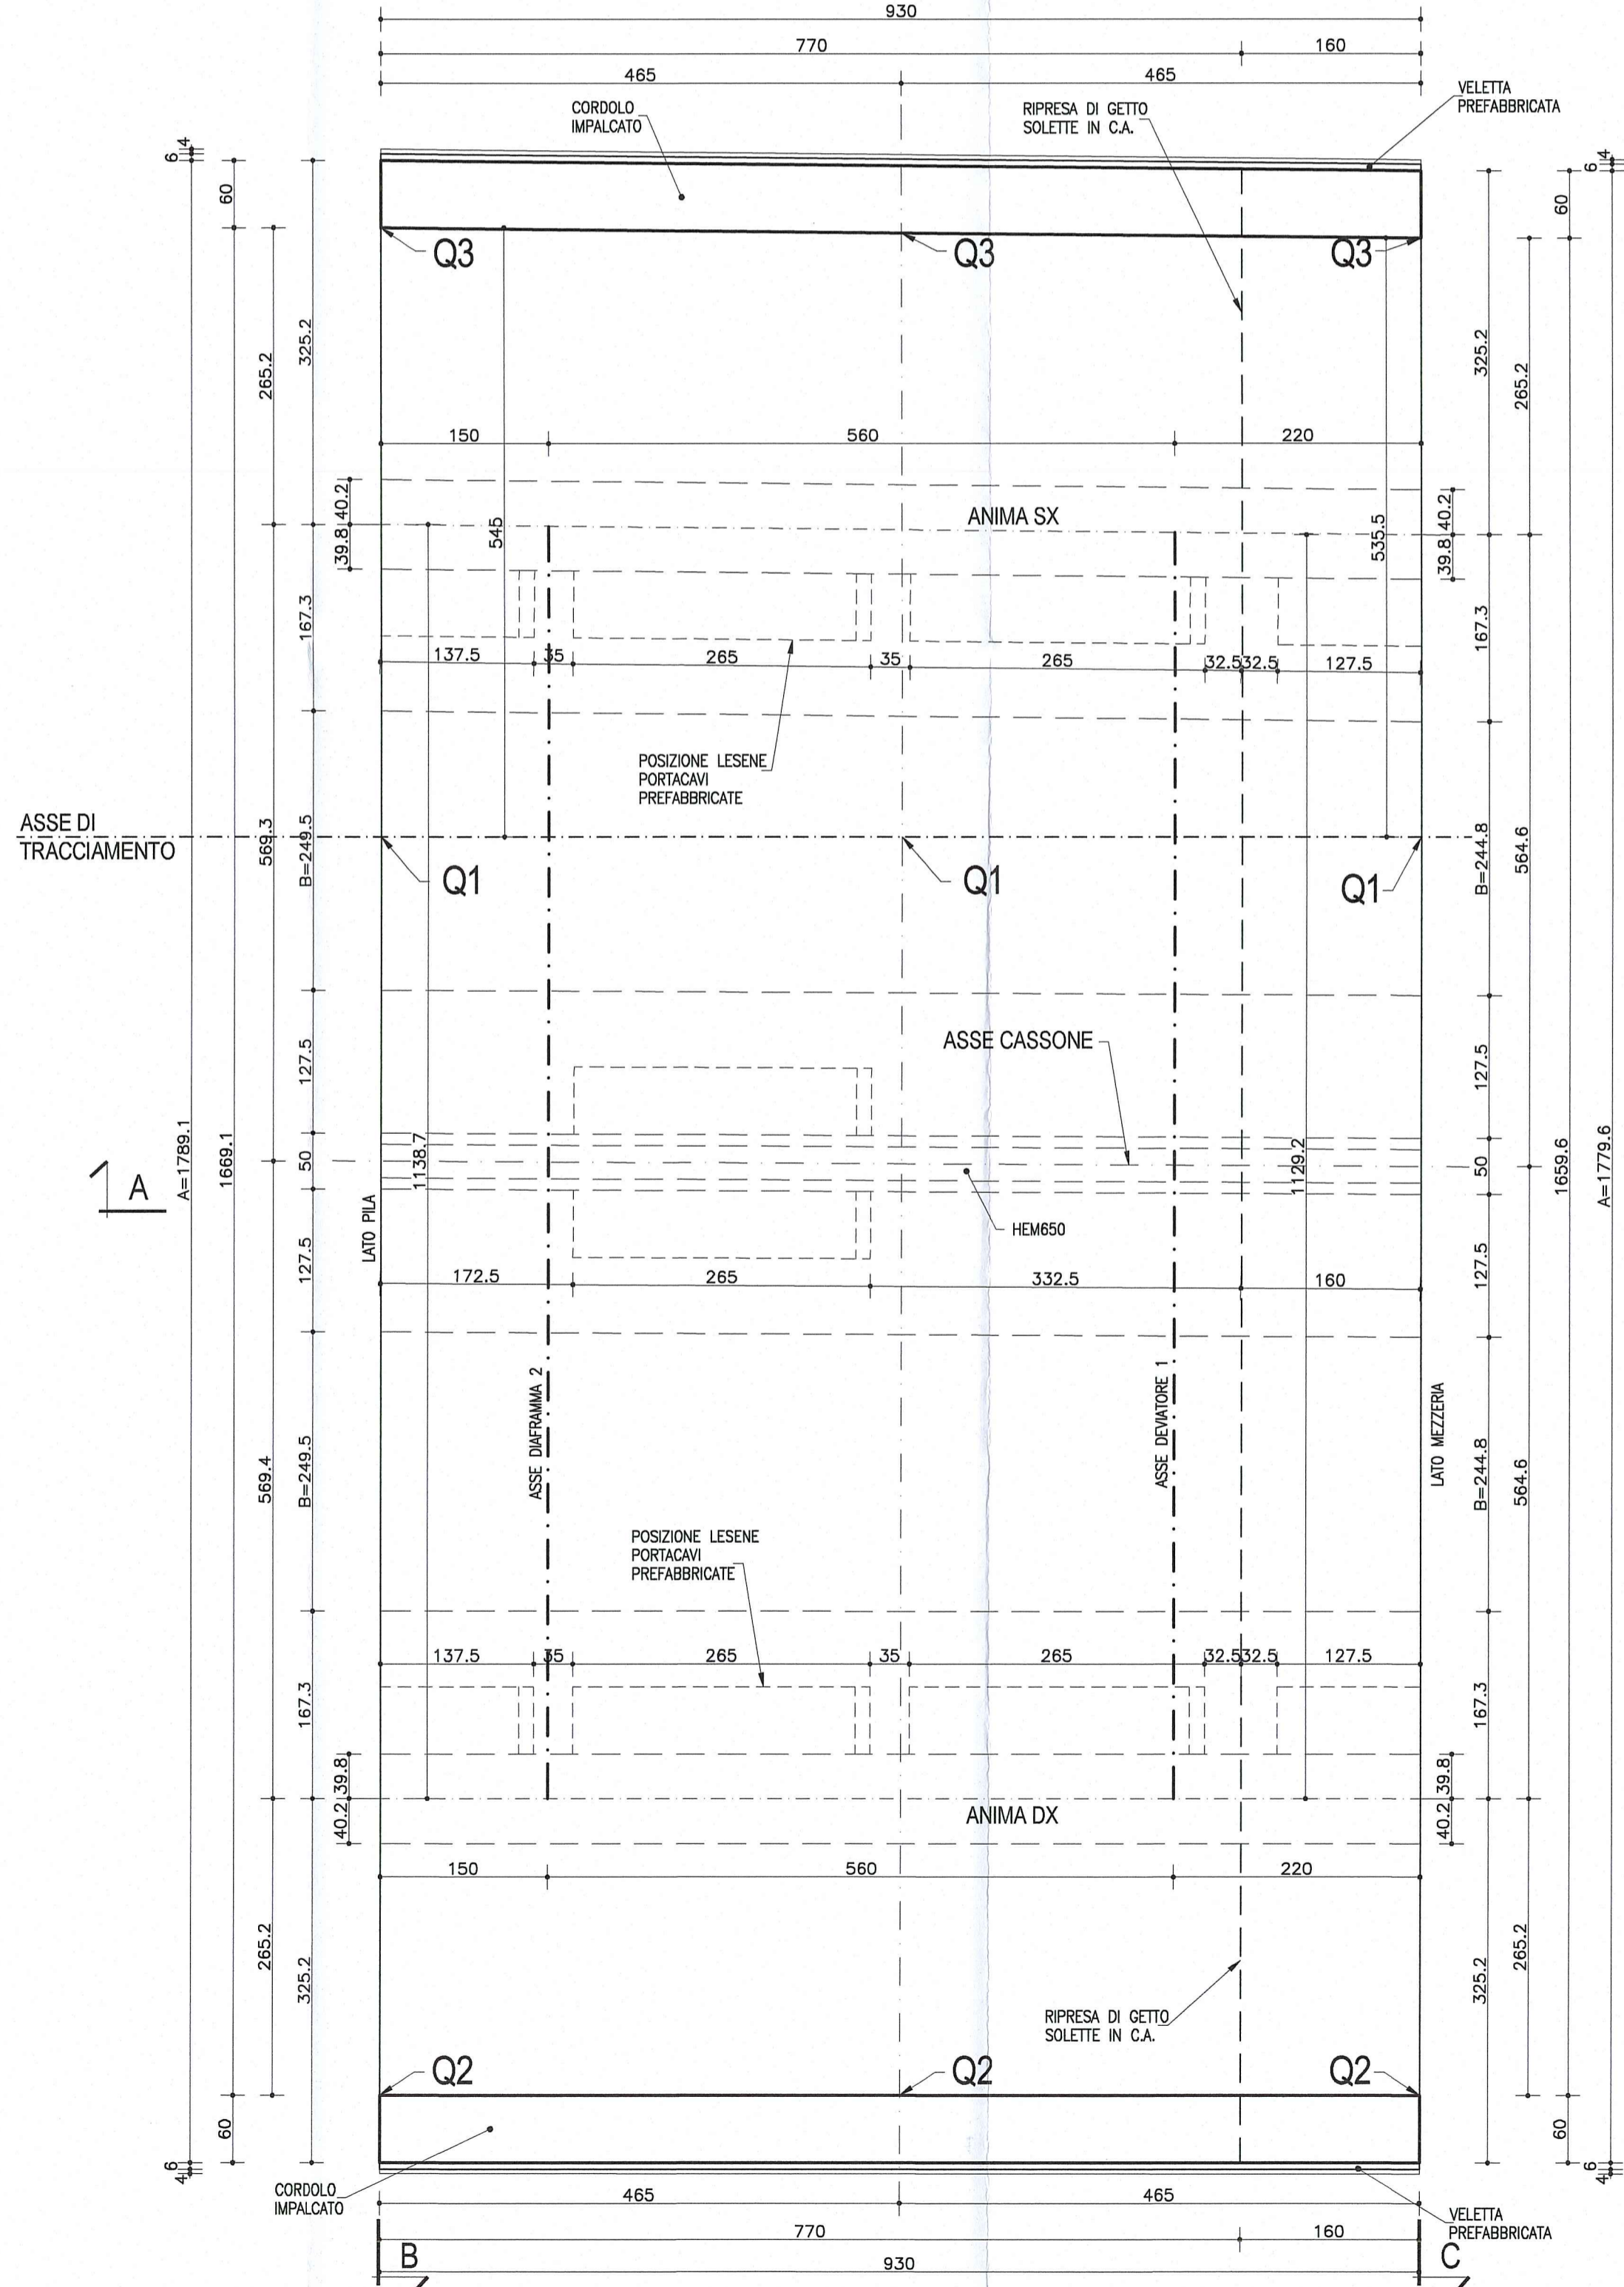 930
770 160
465 465
CORDOLO
IMPALCATO
RIPRESA DI GETTO
SOLETTE IN C.A.
VELETTA
PREFABBRICATA
6 4
6 4
60
60
Q3 Q3 Q3
325.2
265.2
325.2
265.2
150 560 220
40.2
39.8
545
ANIMA SX
535.5
40.2
39.8
167.3
167.3
137.5 35 265 35 265 32.5 32.5 127.5
POSIZIONE LESENE
PORTACAVI
PREFABBRICATE
ASSE DI
TRACCIAMENTO
569.3
B=249.5
B=244.8
564.6
Q1 Q1 Q1
ASSE CASSONE
127.5
127.5
A=1789.1
1669.1
50
1138.7
1129.2
50
1659.6
A=1779.6
A
LATO PILA
HEM650
127.5
127.5
172.5 265 332.5 160
ASSE DIAFRAMMA 2
ASSE DEVIATORE 1
LATO MEZZERIA
569.4
B=249.5
B=244.8
564.6
POSIZIONE LESENE
PORTACAVI
PREFABBRICATE
137.5 35 265 35 265 32.5 32.5 127.5
167.3
167.3
39.8
40.2
39.8
40.2
ANIMA DX
150 560 220
265.2
325.2
325.2
265.2
RIPRESA DI GETTO
SOLETTE IN C.A.
Q2 Q2 Q2
60
60
6
4
6
4
CORDOLO
IMPALCATO
465 465
VELETTA
PREFABBRICATA
770 160
B
C
930